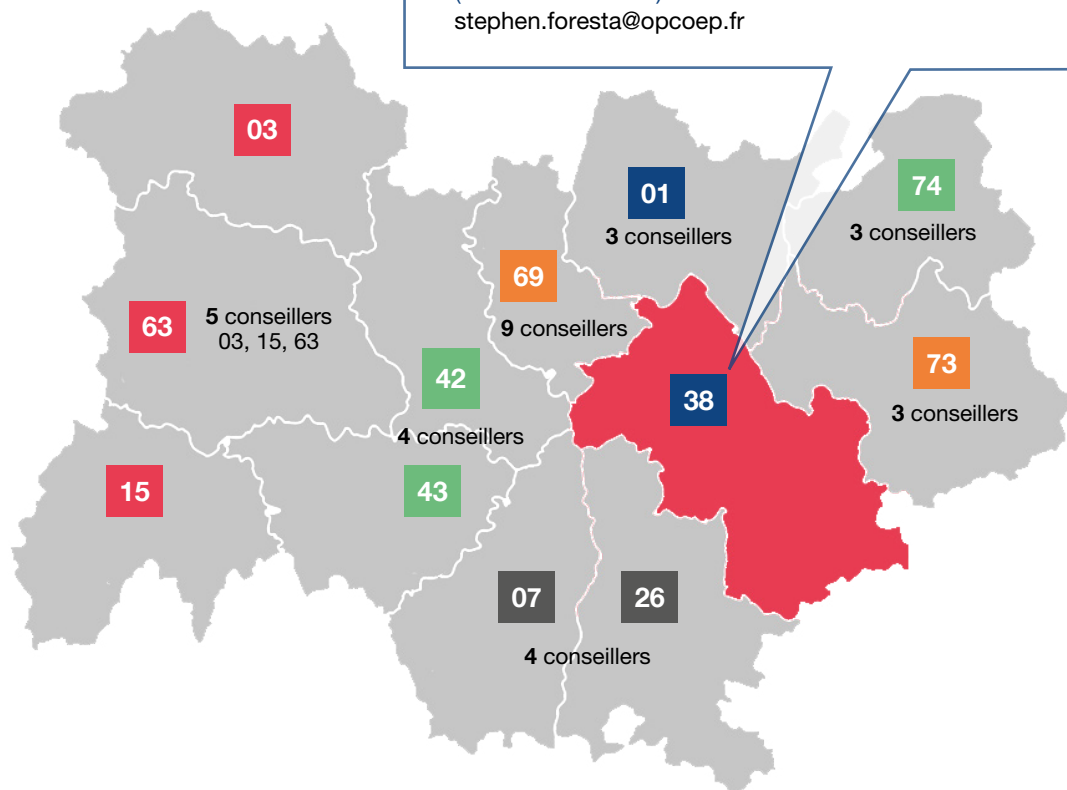 stephen.foresta@opcoep.fr
03
01
3 conseillers
74
3 conseillers
69
9 conseillers
63
5 conseillers
03, 15, 63
42
4 conseillers
38
73
3 conseillers
15
43
07
26
4 conseillers